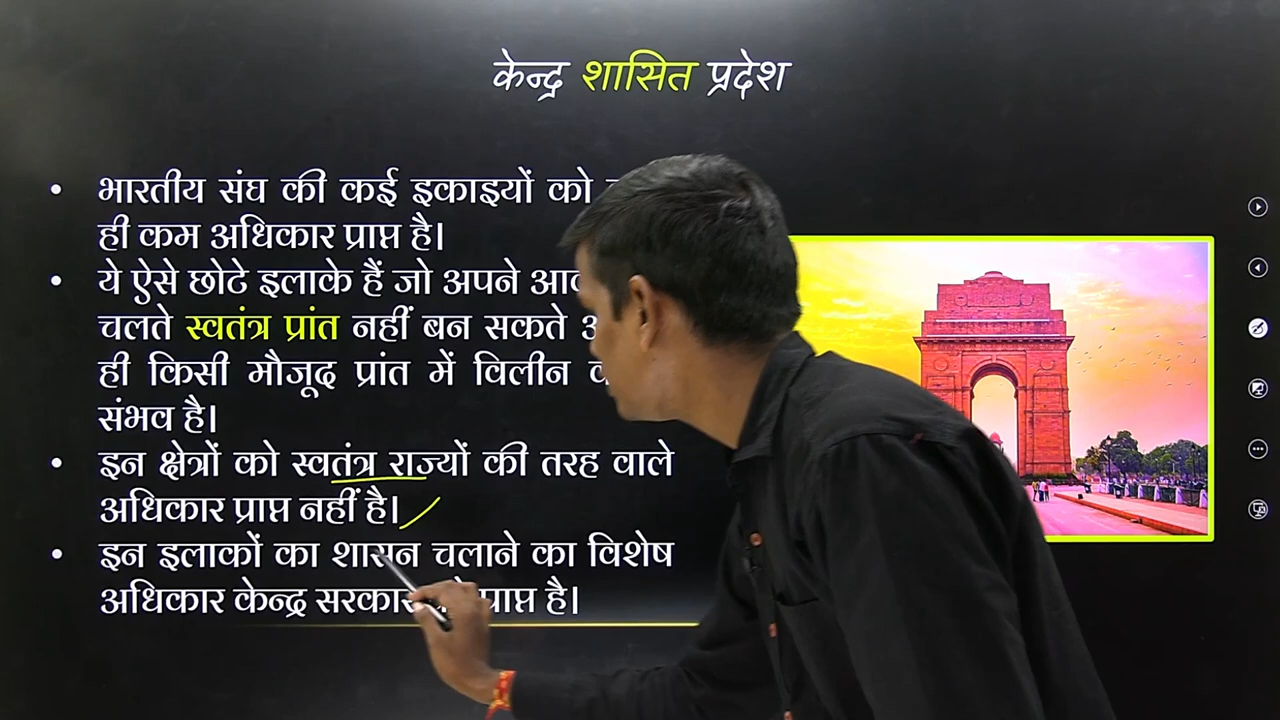 केन्द्र शासित प्रदेश
• भारतीय संघ की कई इकाइयों को
ही कम अधिकार प्राप्त है।
• ये ऐसे छोटे इलाके हैं जो अपने
चलते स्वतंत्र प्रांत नहीं बन सकते
ही किसी मौजूद प्रांत में विलीन
संभव है।
• इन क्षेत्रों को स्वतंत्र राज्यों की तरह वाले
अधिकार प्राप्त नहीं है।
• इन इलाकों का शासन चलाने का विशेष
अधिकार केन्द्र सरकार प्राप्त है।